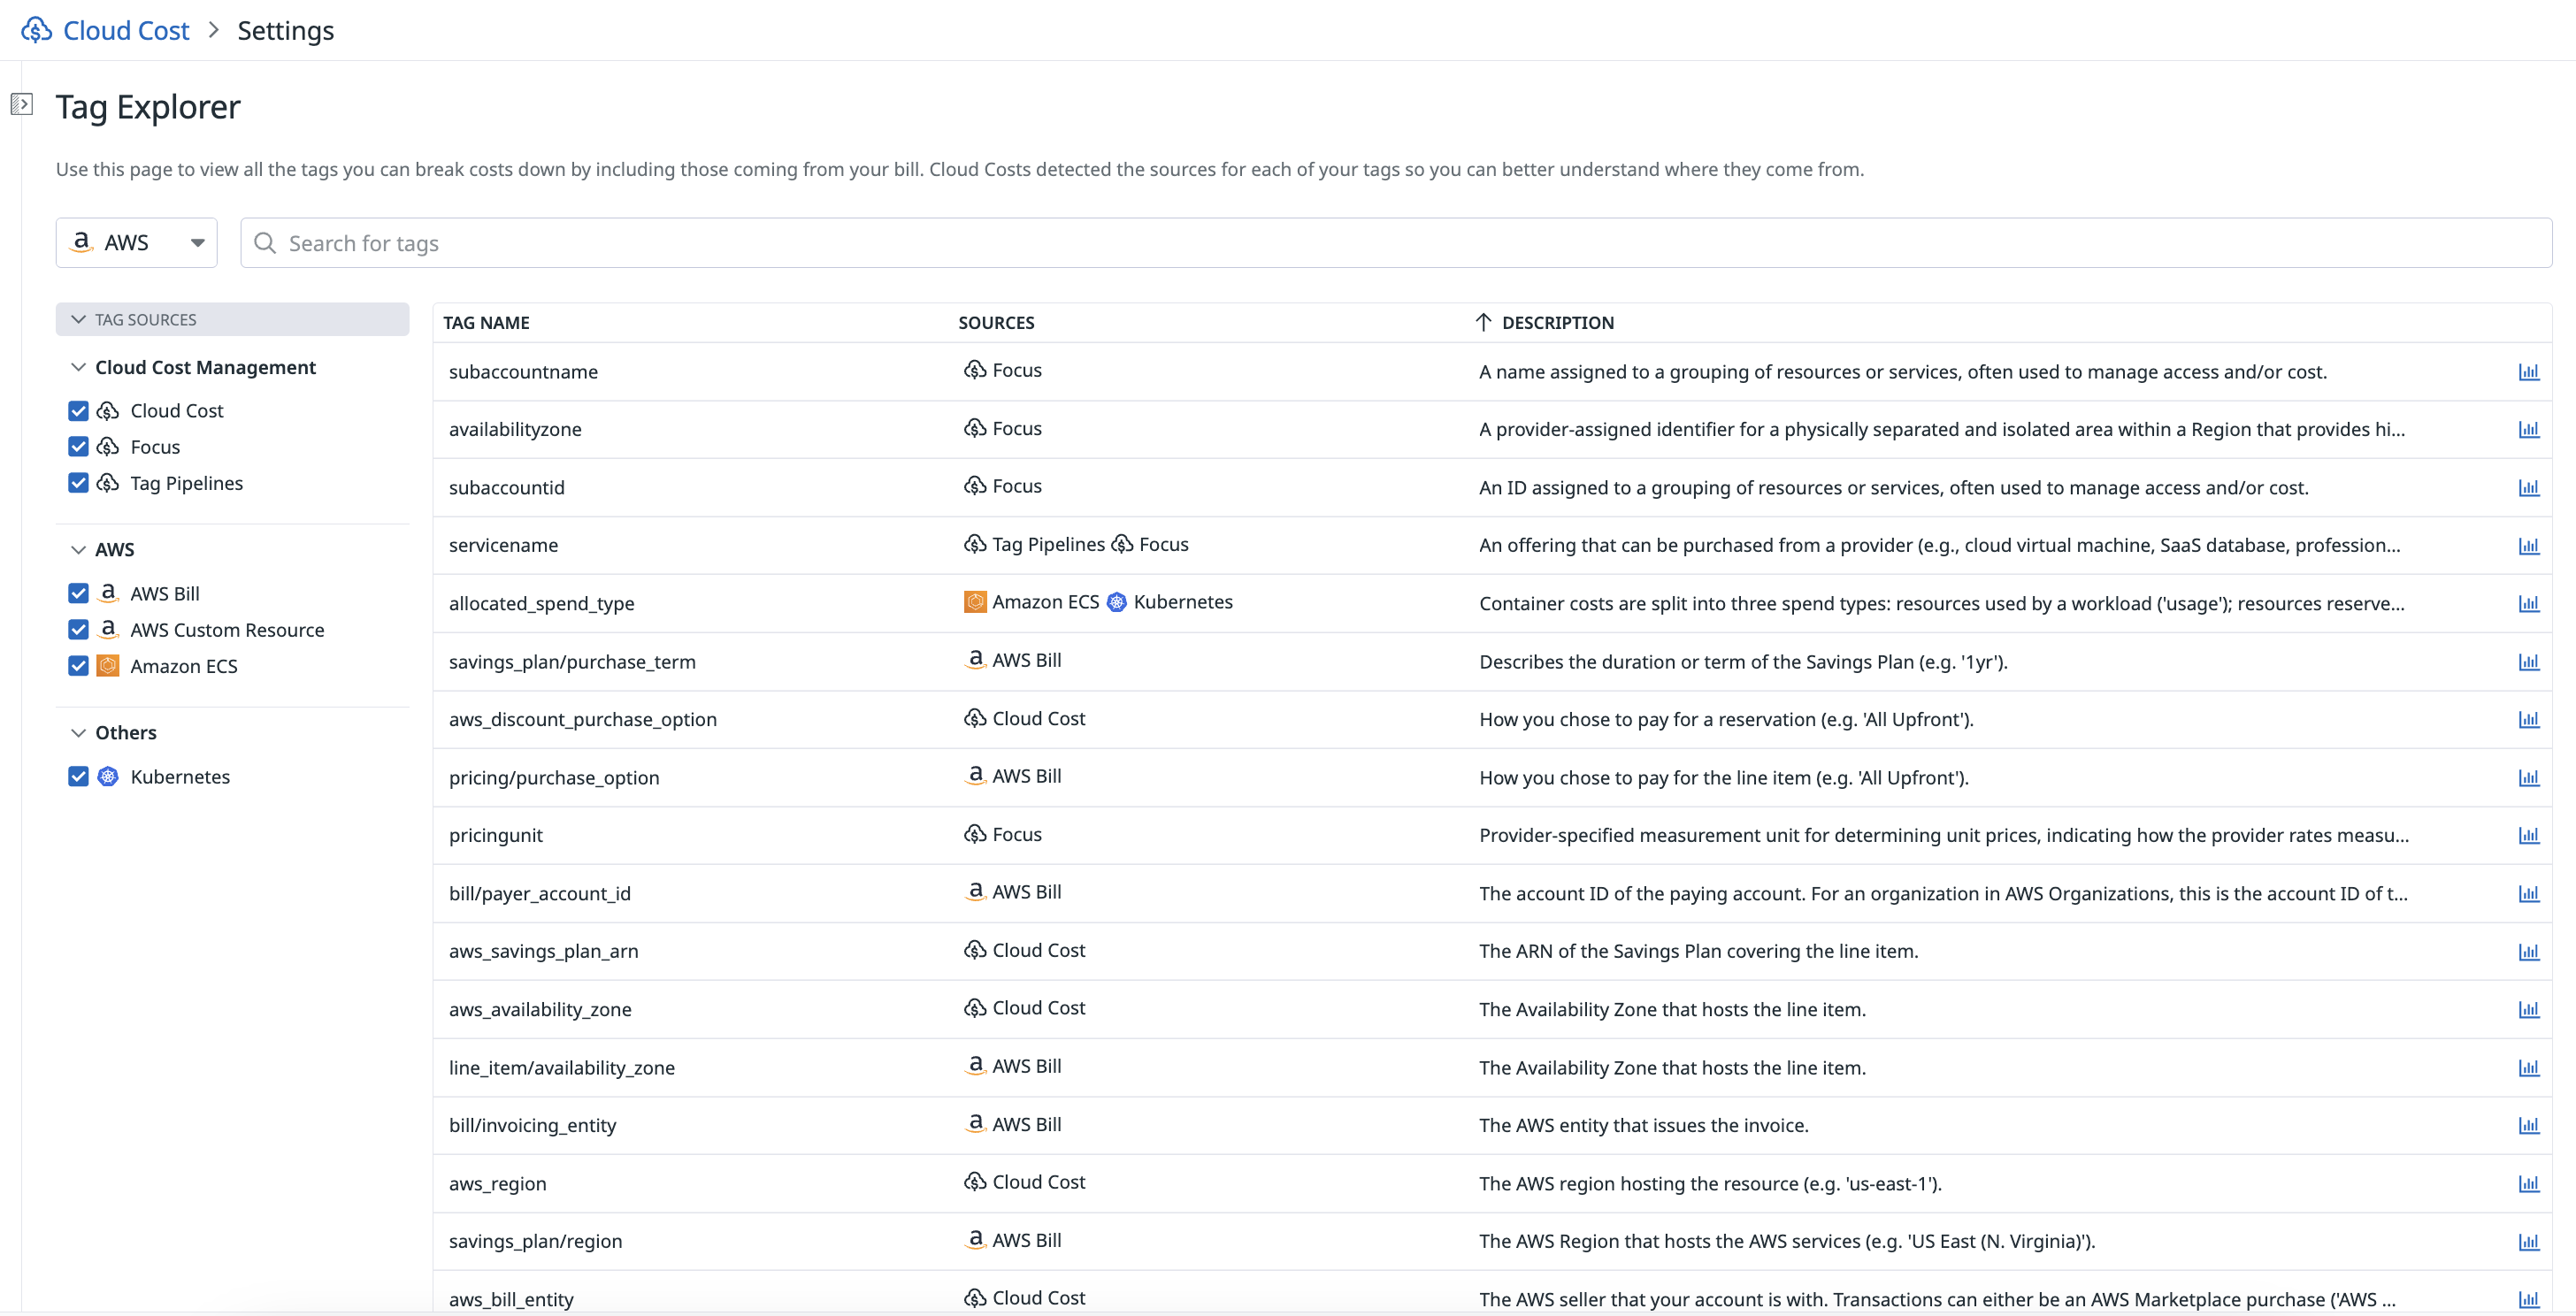 Cloud Cost > Settings
Tag Explorer
Use this page to view all the tags you can break costs down by including those coming from your bill. Cloud Costs detected the sources for each of your tags so you can better understand where they come from.
AWS
Search for tags
TAG SOURCES
Cloud Cost Management
Cloud Cost
Focus
Tag Pipelines
AWS
AWS Bill
AWS Custom Resource
Amazon ECS
Others
Kubernetes
TAG NAME SOURCES DESCRIPTION
subaccountname Focus A name assigned to a grouping of resources or services, often used to manage access and/or cost.
availabilityzone Focus A provider-assigned identifier for a physically separated and isolated area within a Region that provides hi...
subaccountid Focus An ID assigned to a grouping of resources or services, often used to manage access and/or cost.
servicename Tag Pipelines Focus An offering that can be purchased from a provider (e.g., cloud virtual machine, SaaS database, profession...
allocated_spend_type Amazon ECS Kubernetes Container costs are split into three spend types: resources used by a workload ('usage'); resources reserve...
savings_plan/purchase_term AWS Bill Describes the duration or term of the Savings Plan (e.g. '1yr').
aws_discount_purchase_option Cloud Cost How you chose to pay for a reservation (e.g. 'All Upfront').
pricing/purchase_option AWS Bill How you chose to pay for the line item (e.g. 'All Upfront').
pricingunit Focus Provider-specified measurement unit for determining unit prices, indicating how the provider rates measu...
bill/payer_account_id AWS Bill The account ID of the paying account. For an organization in AWS Organizations, this is the account ID of t...
aws_savings_plan_arn Cloud Cost The ARN of the Savings Plan covering the line item.
aws_availability_zone Cloud Cost The Availability Zone that hosts the line item.
line_item/availability_zone AWS Bill The Availability Zone that hosts the line item.
bill/invoicing_entity AWS Bill The AWS entity that issues the invoice.
aws_region Cloud Cost The AWS region hosting the resource (e.g. 'us-east-1').
savings_plan/region AWS Bill The AWS Region that hosts the AWS services (e.g. 'US East (N. Virginia)').
aws_bill_entity Cloud Cost The AWS seller that your account is with. Transactions can either be an AWS Marketplace purchase ('AWS ...